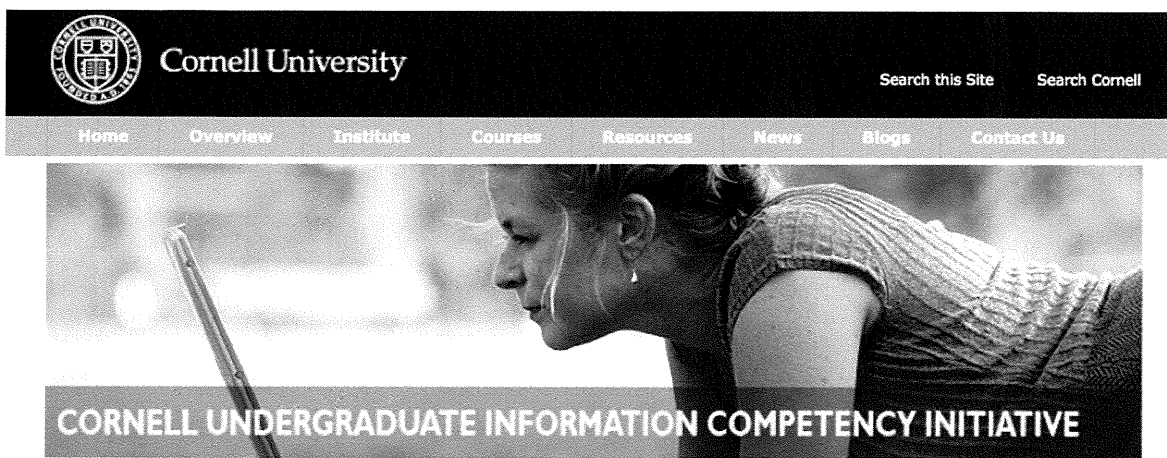 Cornell University
Search this Site Search Cornell
Home Overview Institute Courses Resources News Blogs Contact Us
CORNELL UNDERGRADUATE INFORMATION COMPETENCY INITIATIVE